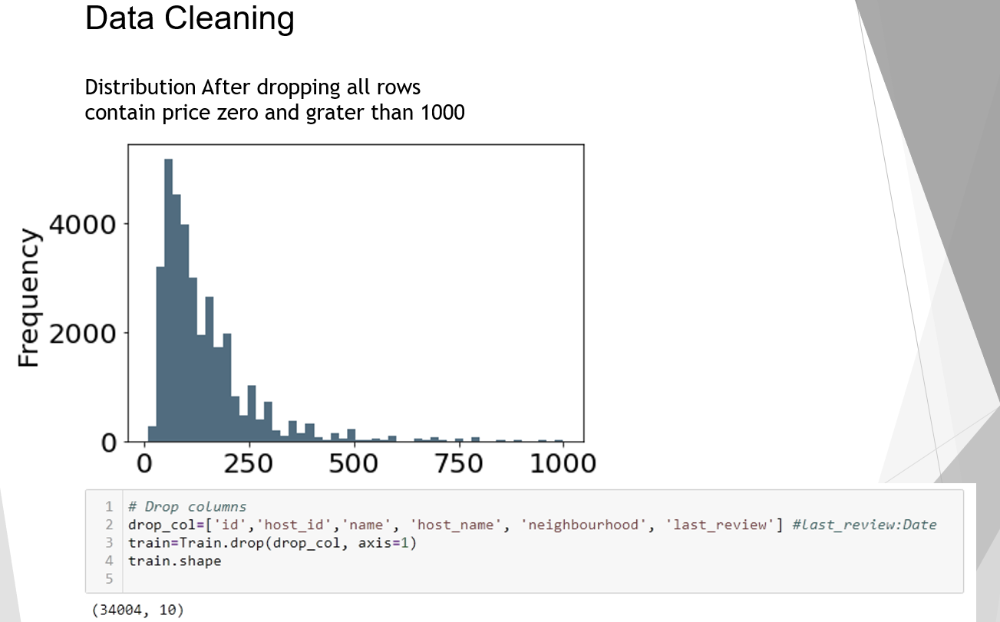 Data Cleaning
Distribution After dropping all rows
contain price zero and grater than 1000
Frequency
4000
2000
0
0 250 500 750 1000
1 # Drop columns
2 drop_col=['id','host_id','name', 'host_name', 'neighbourhood', 'last_review'] #last_review:Date
3 train=Train.drop(drop_col, axis=1)
4 train.shape
5
(34004, 10)